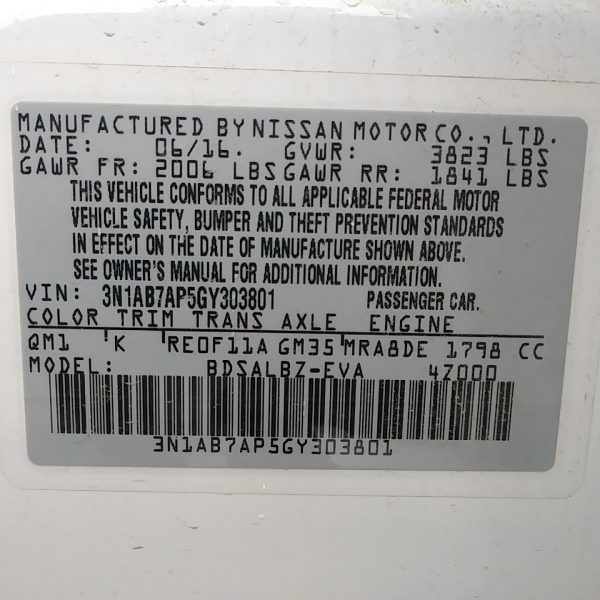 MANUFACTURED BY NISSAN MOTOR CO., LTD.
DATE: 06/16. GVWR: 3823 LBS
GAWR FR: 2006 LBS GAWR RR: 1841 LBS
THIS VEHICLE CONFORMS TO ALL APPLICABLE FEDERAL MOTOR
VEHICLE SAFETY, BUMPER AND THEFT PREVENTION STANDARDS
IN EFFECT ON THE DATE OF MANUFACTURE SHOWN ABOVE.
SEE OWNER'S MANUAL FOR ADDITIONAL INFORMATION.
VIN: 3N1AB7AP5GY303801 PASSENGER CAR.
COLOR TRIM TRANS AXLE ENGINE
QM1 K RE0F11A GM35 MRA8DE 1798 CC
MODEL: BDSALBZ-EVA 4Z000
3N1AB7AP5GY303801